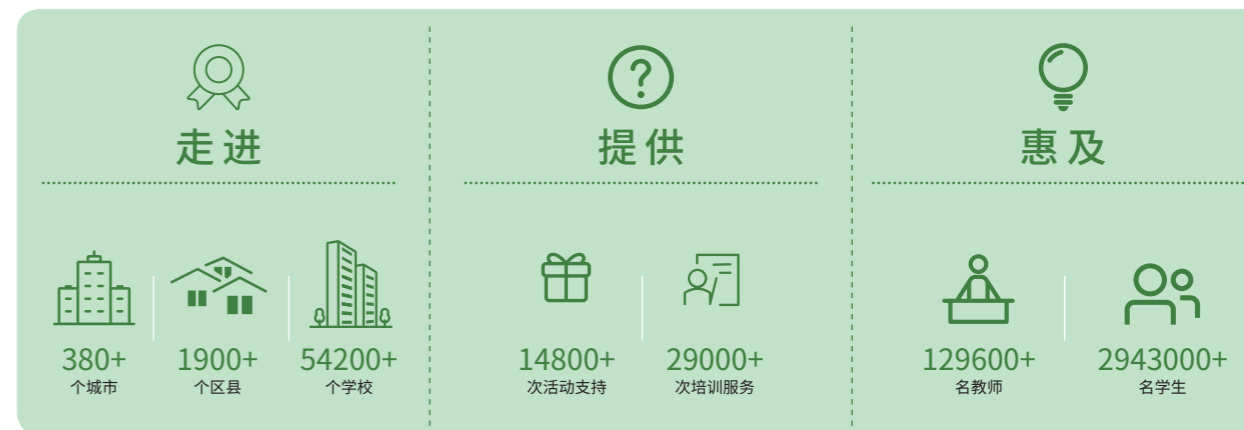 走进
380+
个城市
1900+
个区县
54200+
个学校
提供
14800+
次活动支持
29000+
次培训服务
惠及
129600+
名教师
2943000+
名学生